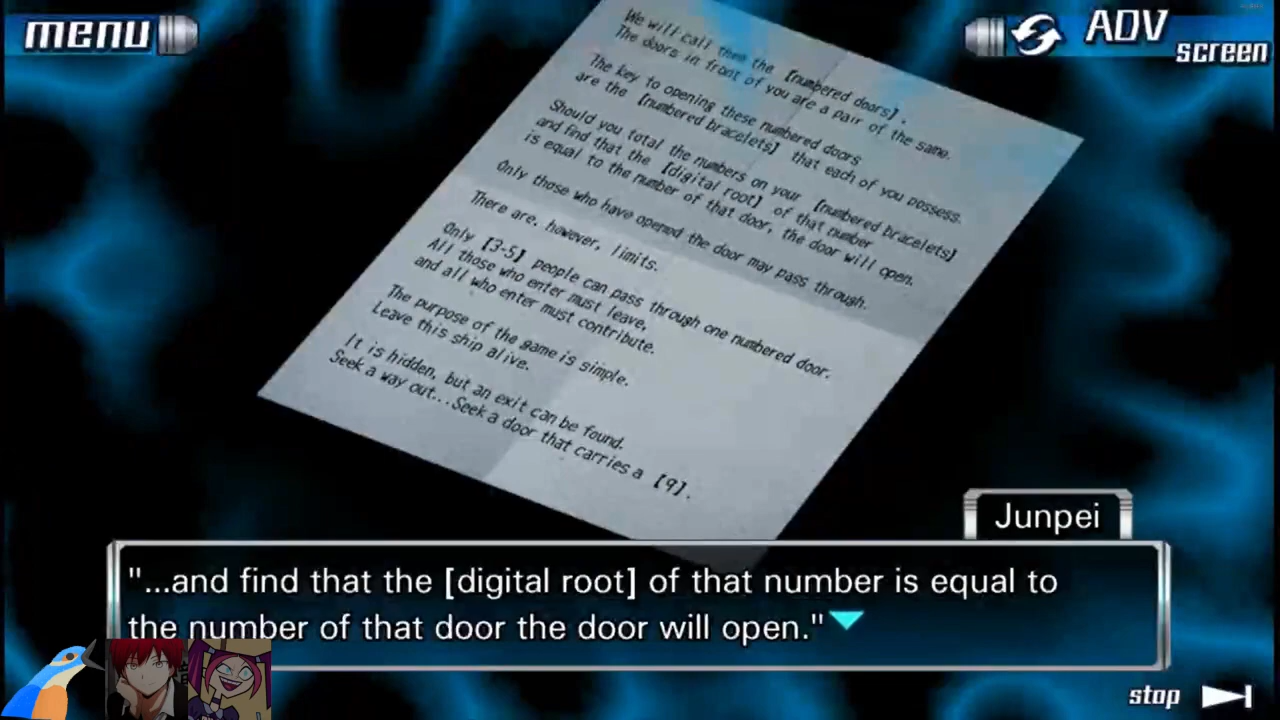 menu
ADV
screen
We will call them the [numbered doors].
The doors in front of you are a pair of the same.
The key to opening these numbered doors
are the [numbered bracelets] that each of you possess.
Should you total the numbers on your [numbered bracelets]
and find that the [digital root] of that number
is equal to the number of that door, the door will open.
Only those who have opened the door may pass through.
There are, however, limits.
Only [3-5] people can pass through one numbered door.
All those who enter must leave,
and all who enter must contribute.
The purpose of the game is simple.
Leave this ship alive.
It is hidden, but an exit can be found.
Seek a way out...Seek a door that carries a [9].
Junpei
"...and find that the [digital root] of that number is equal to
the number of that door the door will open."
stop